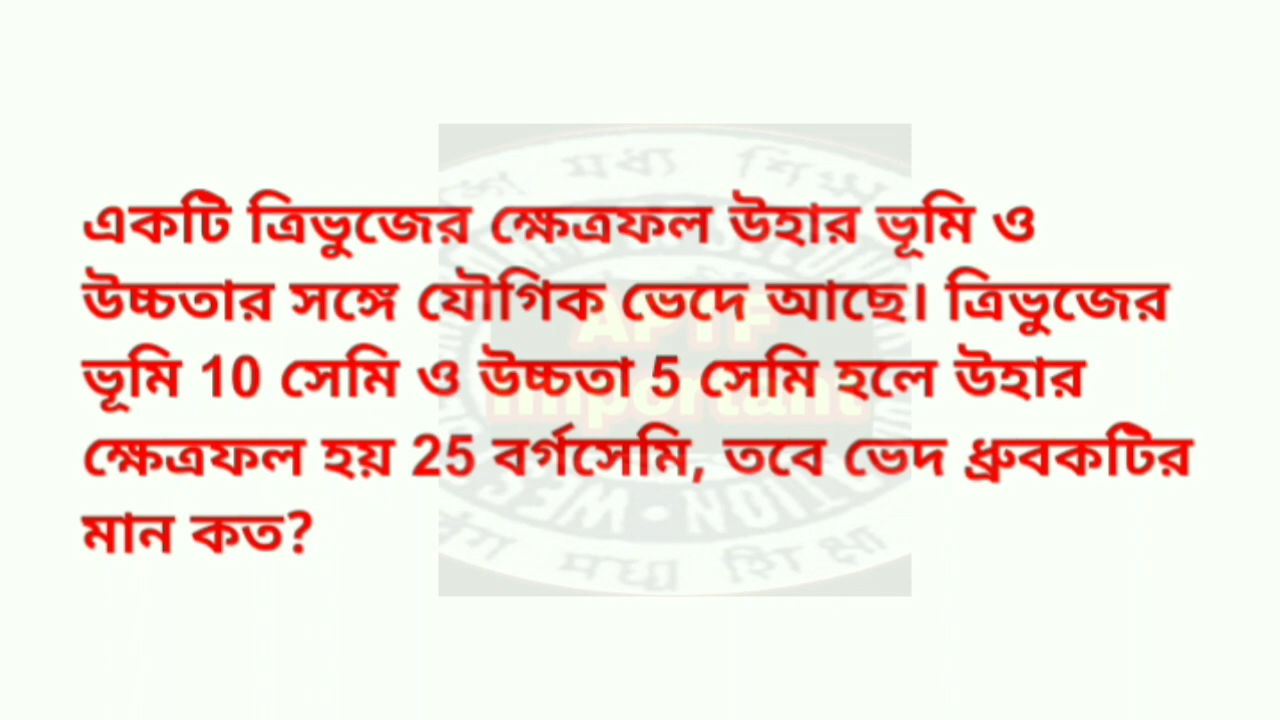 একটি ত্রিভুজের ক্ষেত্রফল উহার ভূমি ও
উচ্চতার সঙ্গে যৌগিক ভেদে আছে। ত্রিভুজের
ভূমি 10 সেমি ও উচ্চতা 5 সেমি হলে উহার
ক্ষেত্রফল হয় 25 বর্গসেমি, তবে ভেদ ধ্রুবকটির
মান কত?